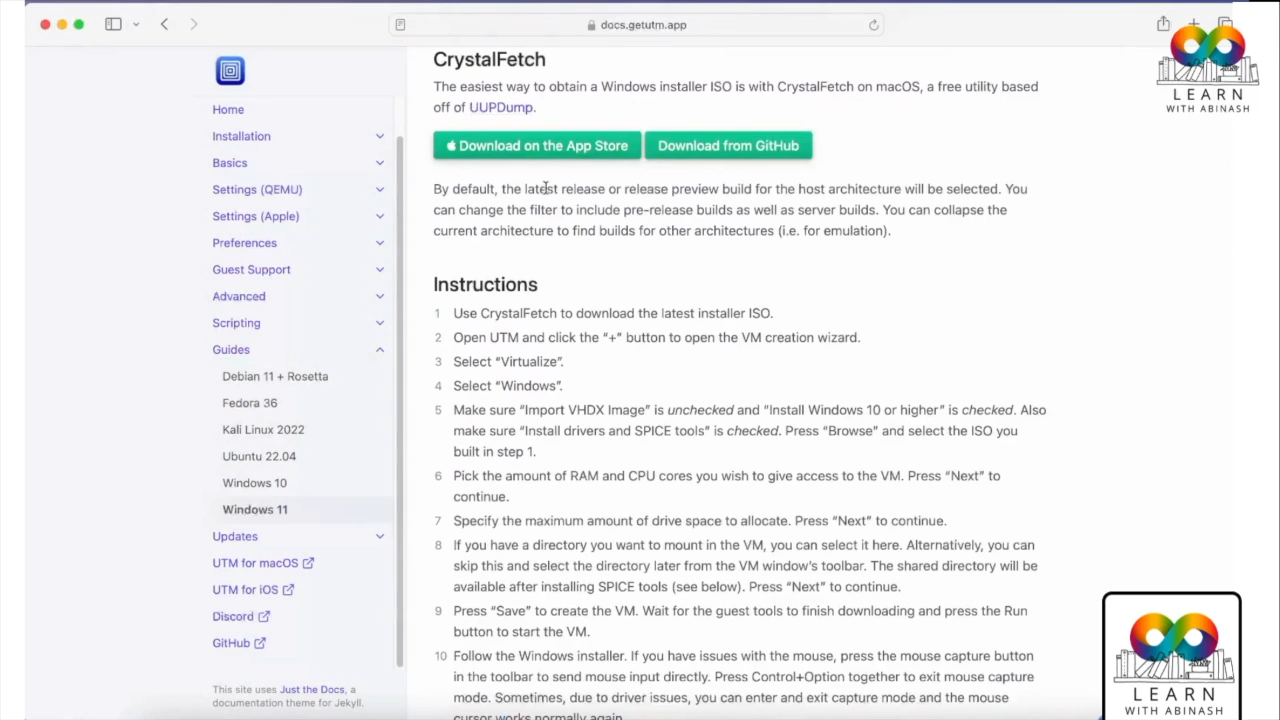 docs.getutm.app
LEARN
WITH ABINASH
Home
Installation
Basics
Settings (QEMU)
Settings (Apple)
Preferences
Guest Support
Advanced
Scripting
Guides
Debian 11 + Rosetta
Fedora 36
Kali Linux 2022
Ubuntu 22.04
Windows 10
Windows 11
Updates
UTM for macOS
UTM for iOS
Discord
GitHub
This site uses Just the Docs, a
documentation theme for Jekyll.
CrystalFetch
The easiest way to obtain a Windows installer ISO is with CrystalFetch on macOS, a free utility based
off of UUPDump.
Download on the App Store
Download from GitHub
By default, the latest release or release preview build for the host architecture will be selected. You
can change the filter to include pre-release builds as well as server builds. You can collapse the
current architecture to find builds for other architectures (i.e. for emulation).
Instructions
1 Use CrystalFetch to download the latest installer ISO.
2 Open UTM and click the “+” button to open the VM creation wizard.
3 Select “Virtualize”.
4 Select “Windows”.
5 Make sure “Import VHDX Image” is unchecked and “Install Windows 10 or higher” is checked. Also
make sure “Install drivers and SPICE tools” is checked. Press “Browse” and select the ISO you
built in step 1.
6 Pick the amount of RAM and CPU cores you wish to give access to the VM. Press “Next” to
continue.
7 Specify the maximum amount of drive space to allocate. Press “Next” to continue.
8 If you have a directory you want to mount in the VM, you can select it here. Alternatively, you can
skip this and select the directory later from the VM window’s toolbar. The shared directory will be
available after installing SPICE tools (see below). Press “Next” to continue.
9 Press “Save” to create the VM. Wait for the guest tools to finish downloading and press the Run
button to start the VM.
10 Follow the Windows installer. If you have issues with the mouse, press the mouse capture button
in the toolbar to send mouse input directly. Press Control+Option together to exit mouse capture
mode. Sometimes, due to driver issues, you can enter and exit capture mode and the mouse
cursor works normally again.
LEARN
WITH ABINASH